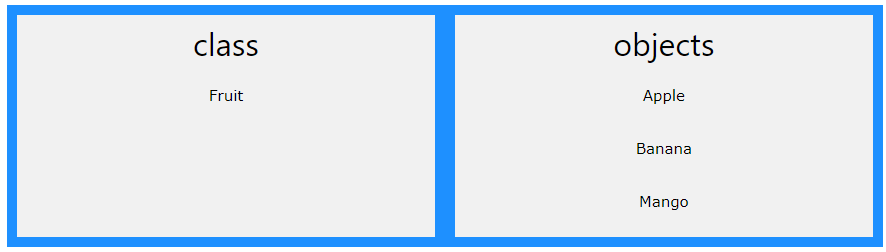 class
Fruit
objects
Apple
Banana
Mango